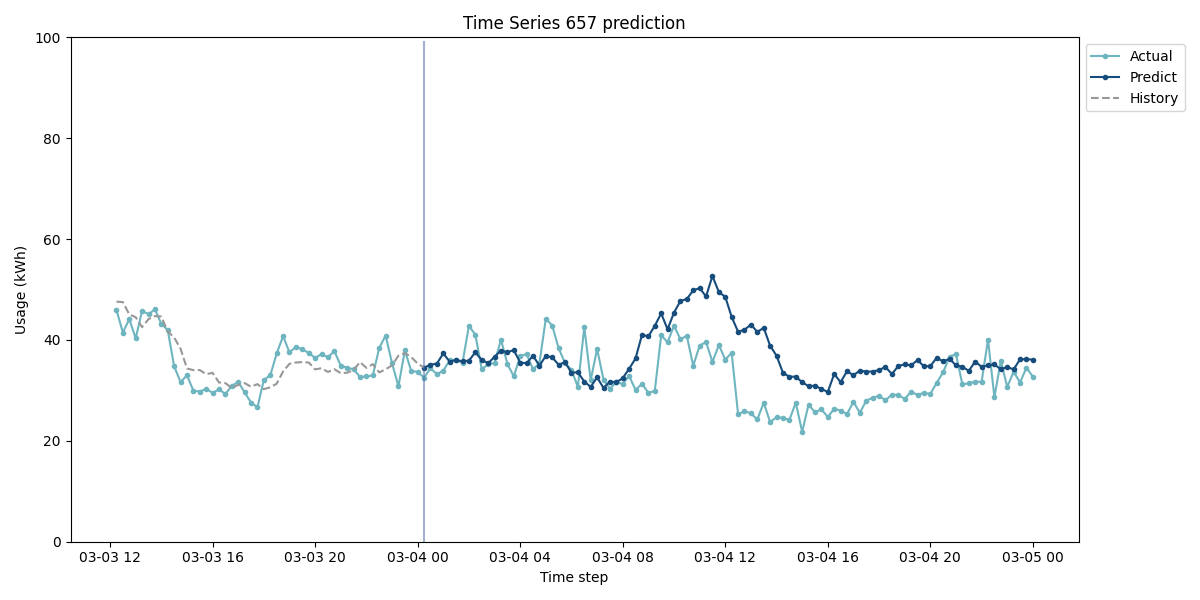 Time Series 657 prediction
100
80
60
40
20
0
Usage (kWh)
03-03 12
03-03 16
03-03 20
03-04 00
03-04 04
03-04 08
03-04 12
03-04 16
03-04 20
03-05 00
Time step
Actual
Predict
History